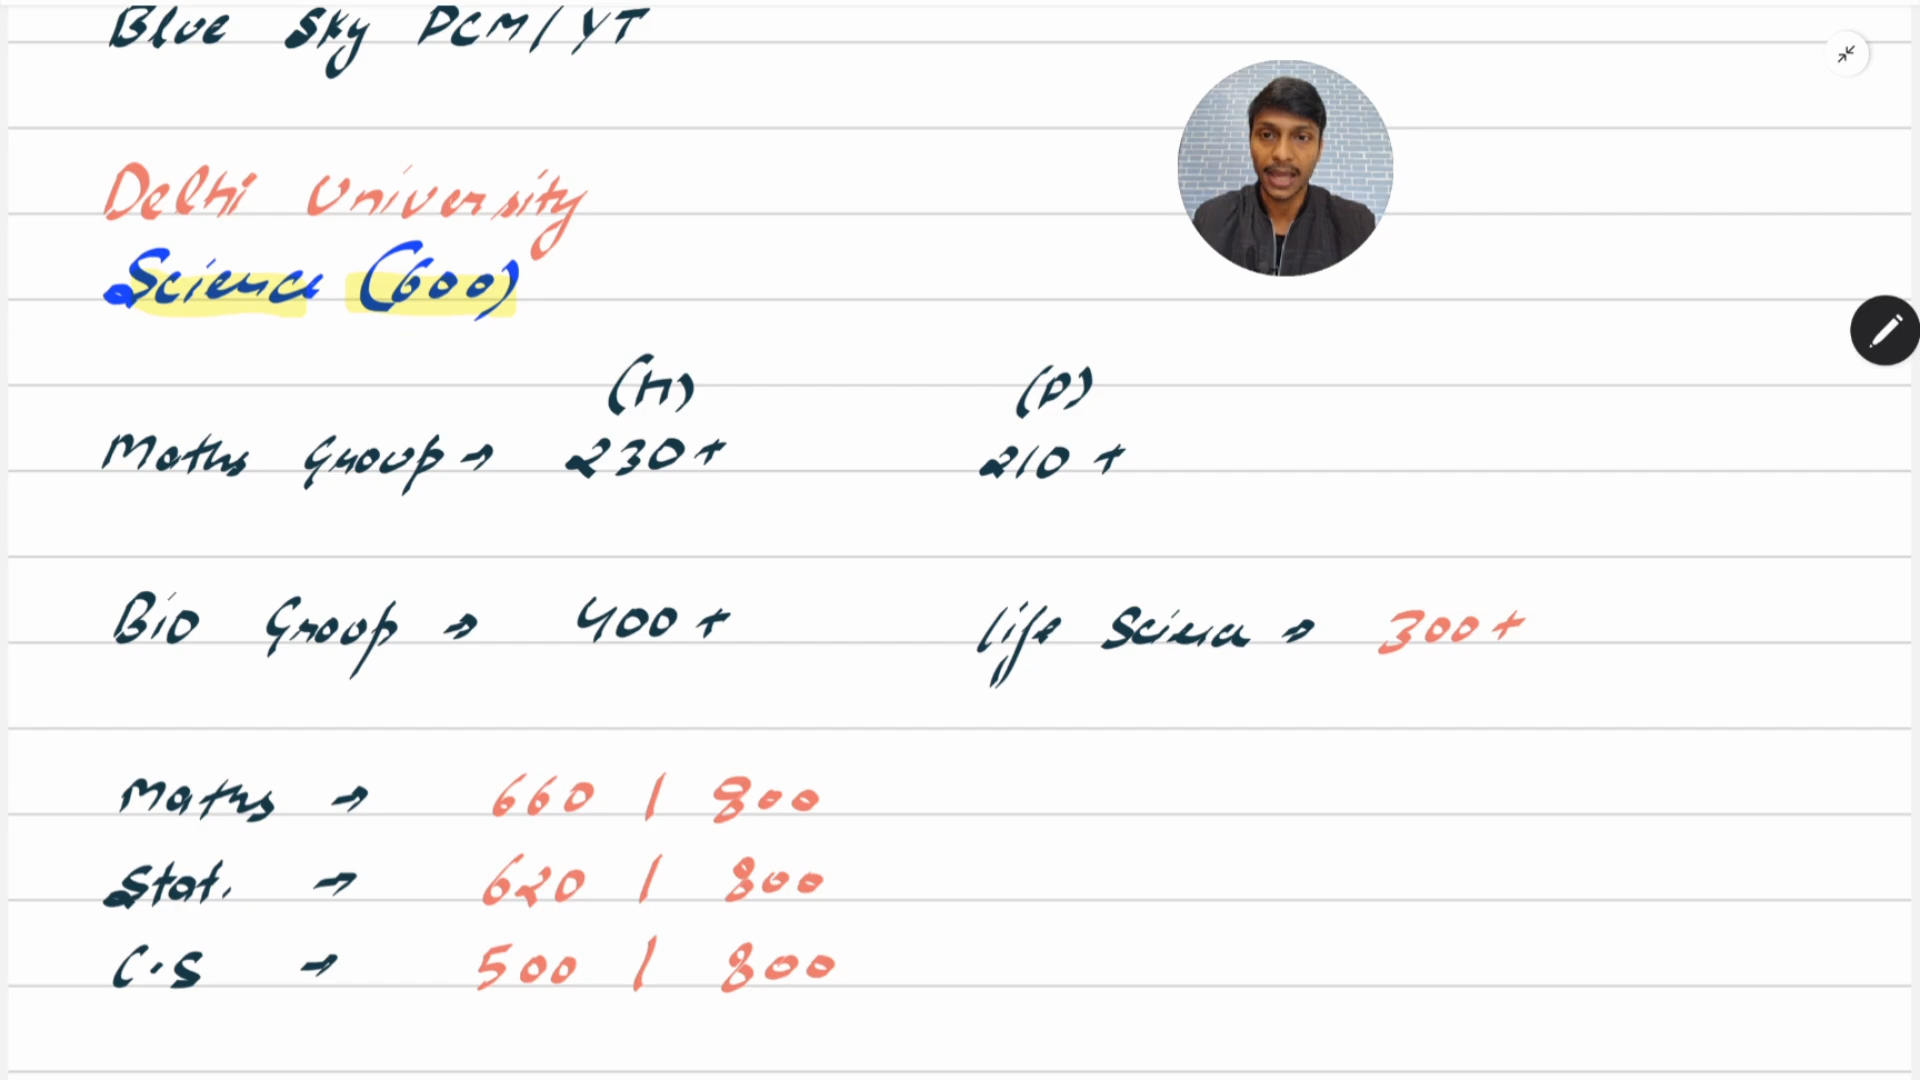 Blue Sky PCM/YT
Delhi University
Science (600)
(H) (P)
Maths Group → 230+ 210+
Bio Group → 400+ Life Science → 300+
Maths → 660 / 800
Stat. → 620 / 800
C.S → 500 / 800